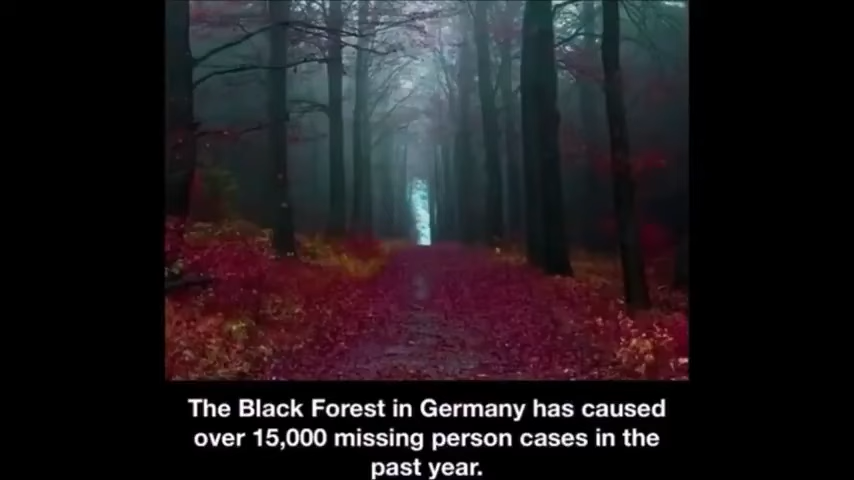 The Black Forest in Germany has caused
over 15,000 missing person cases in the
past year.